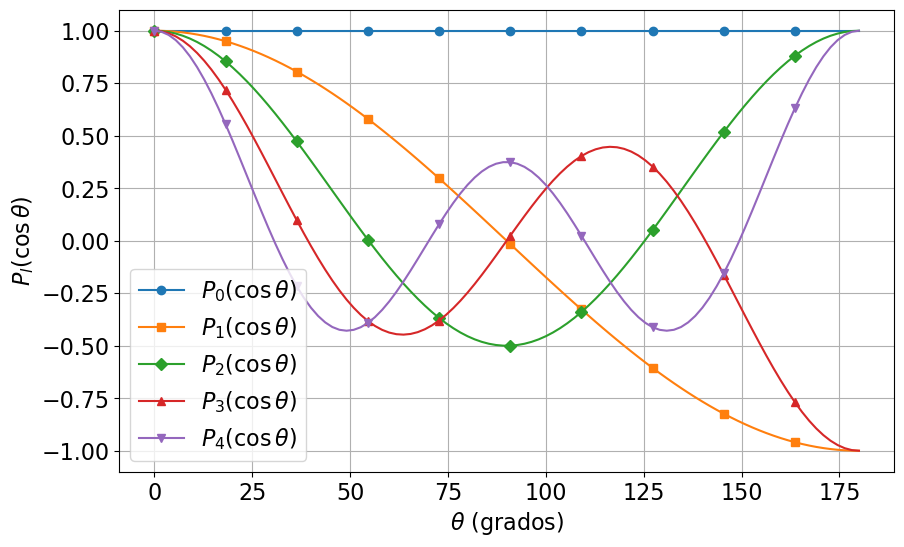 1.00
0.75
0.50
0.25
0.00
−0.25
−0.50
−0.75
−1.00
P_l(cos θ)
P_0(cos θ)
P_1(cos θ)
P_2(cos θ)
P_3(cos θ)
P_4(cos θ)
0 25 50 75 100 125 150 175
θ (grados)